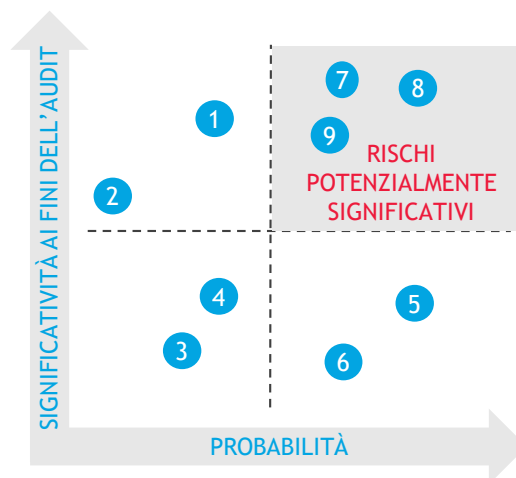 SIGNIFICATIVITÀ AI FINI DELL'AUDIT
7
8
1
9
RISCHI
POTENZIALMENTE
SIGNIFICATIVI
2
4
5
3
6
PROBABILITÀ